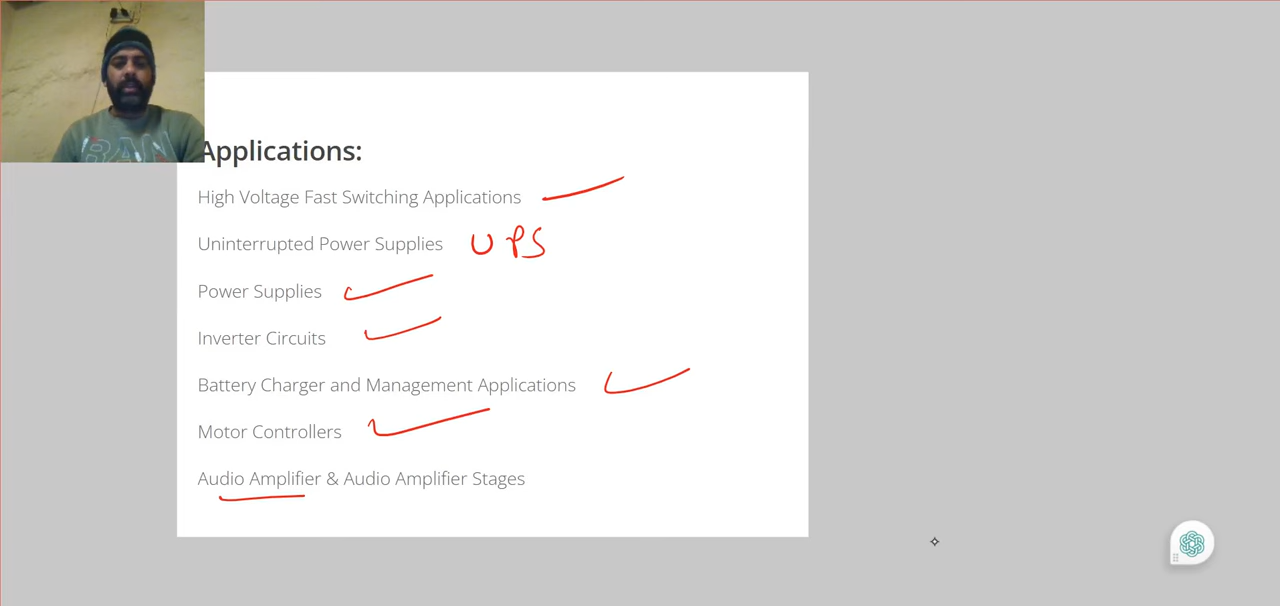 Applications:
High Voltage Fast Switching Applications
Uninterrupted Power Supplies UPS
Power Supplies
Inverter Circuits
Battery Charger and Management Applications
Motor Controllers
Audio Amplifier & Audio Amplifier Stages